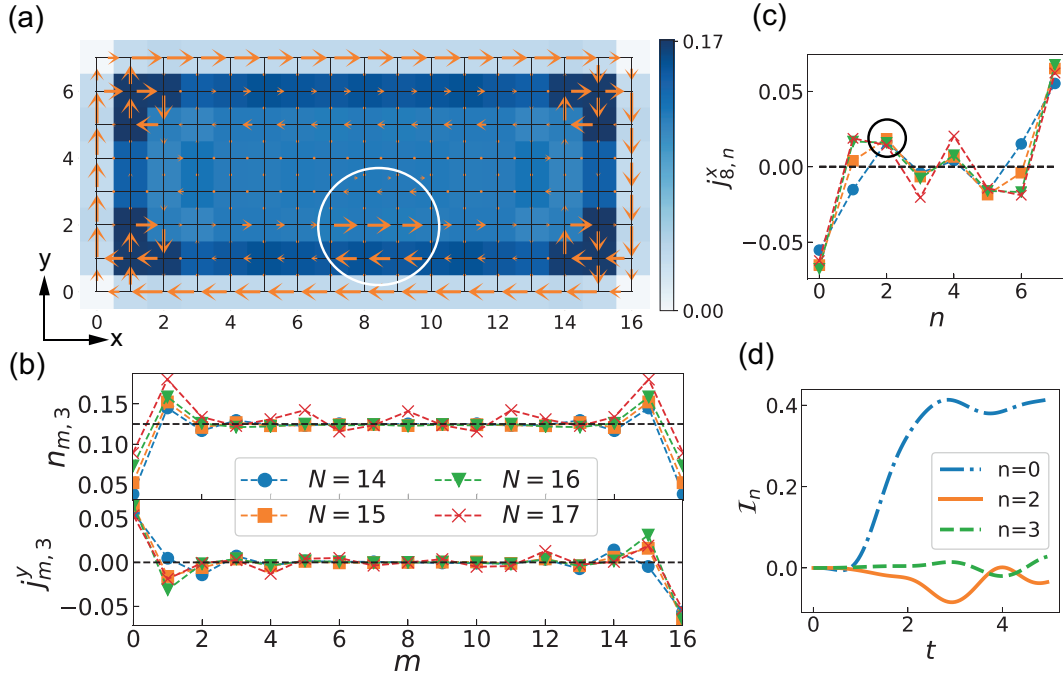 (a)
6
4
2
0
y
x
0 2 4 6 8 10 12 14 16
0.17
0.00
(b)
n_{m,3}
0.15
0.10
0.05
N = 14
N = 15
N = 16
N = 17
j^y_{m,3}
0.05
0.00
−0.05
0 2 4 6 8 10 12 14 16
m
(c)
j^x_{8,n}
0.05
0.00
−0.05
0 2 4 6
n
(d)
I_n
0.4
0.2
0.0
n=0
n=2
n=3
0 2 4
t